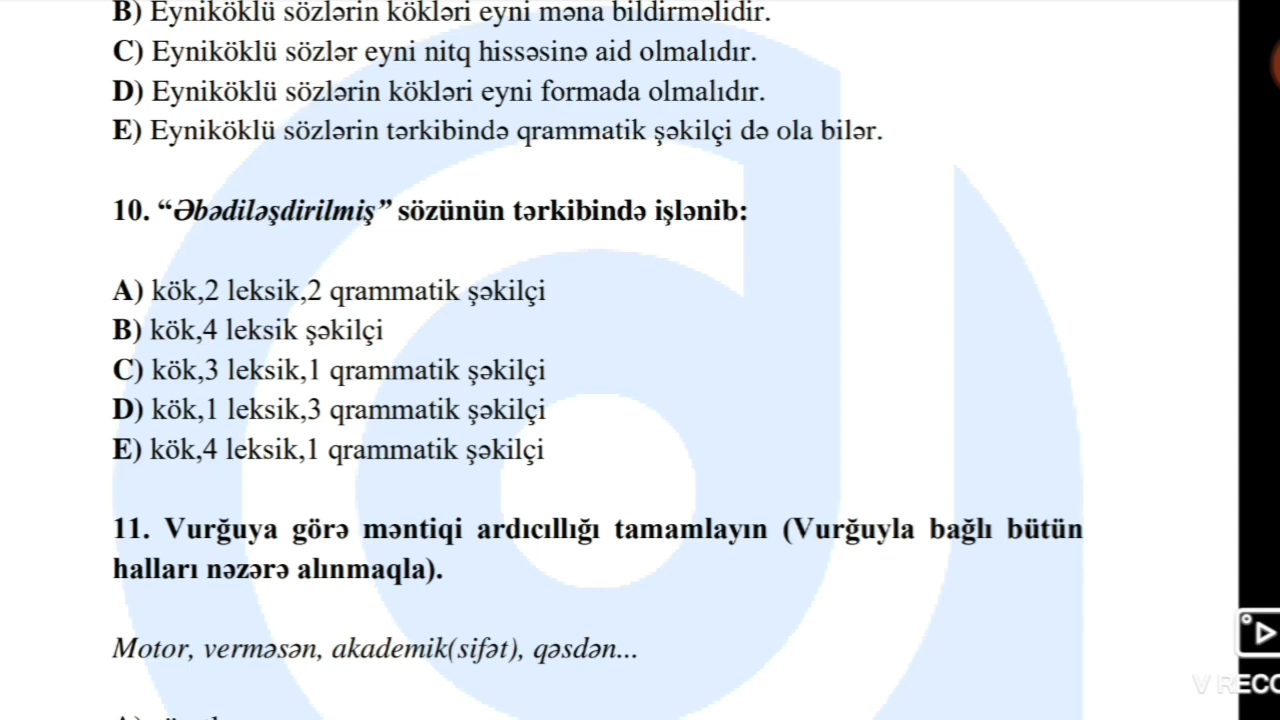 B) Eyniköklü sözlərin kökləri eyni məna bildirməlidir.
C) Eyniköklü sözlər eyni nitq hissəsinə aid olmalıdır.
D) Eyniköklü sözlərin kökləri eyni formada olmalıdır.
E) Eyniköklü sözlərin tərkibində qrammatik şəkilçi də ola bilər.
10. “Əbədiləşdirilmiş” sözünün tərkibində işlənib:
A) kök,2 leksik,2 qrammatik şəkilçi
B) kök,4 leksik şəkilçi
C) kök,3 leksik,1 qrammatik şəkilçi
D) kök,1 leksik,3 qrammatik şəkilçi
E) kök,4 leksik,1 qrammatik şəkilçi
11. Vurğuya görə məntiqi ardıcıllığı tamamlayın (Vurğuyla bağlı bütün
halları nəzərə alınmaqla).
Motor, verməsən, akademik(sifət), qəsdən...
V RECO